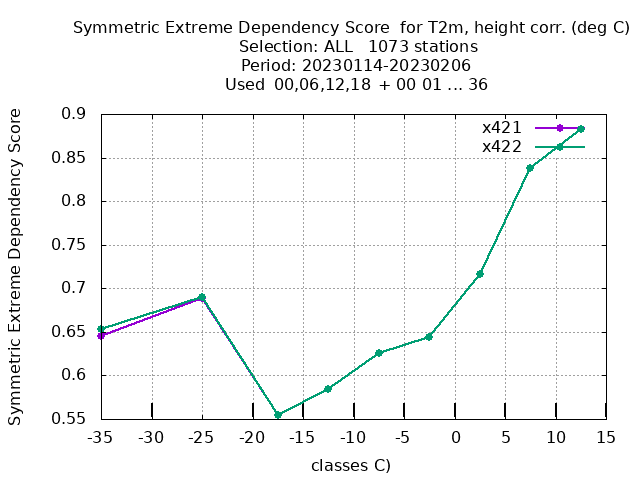 Symmetric Extreme Dependency Score  for T2m, height corr. (deg C)
Selection: ALL   1073 stations
Period: 20230114-20230206
Used  00,06,12,18 + 00 01 ... 36
Symmetric Extreme Dependency Score
0.9
0.85
0.8
0.75
0.7
0.65
0.6
0.55
x421
x422
-35 -30 -25 -20 -15 -10 -5 0 5 10 15
classes C)